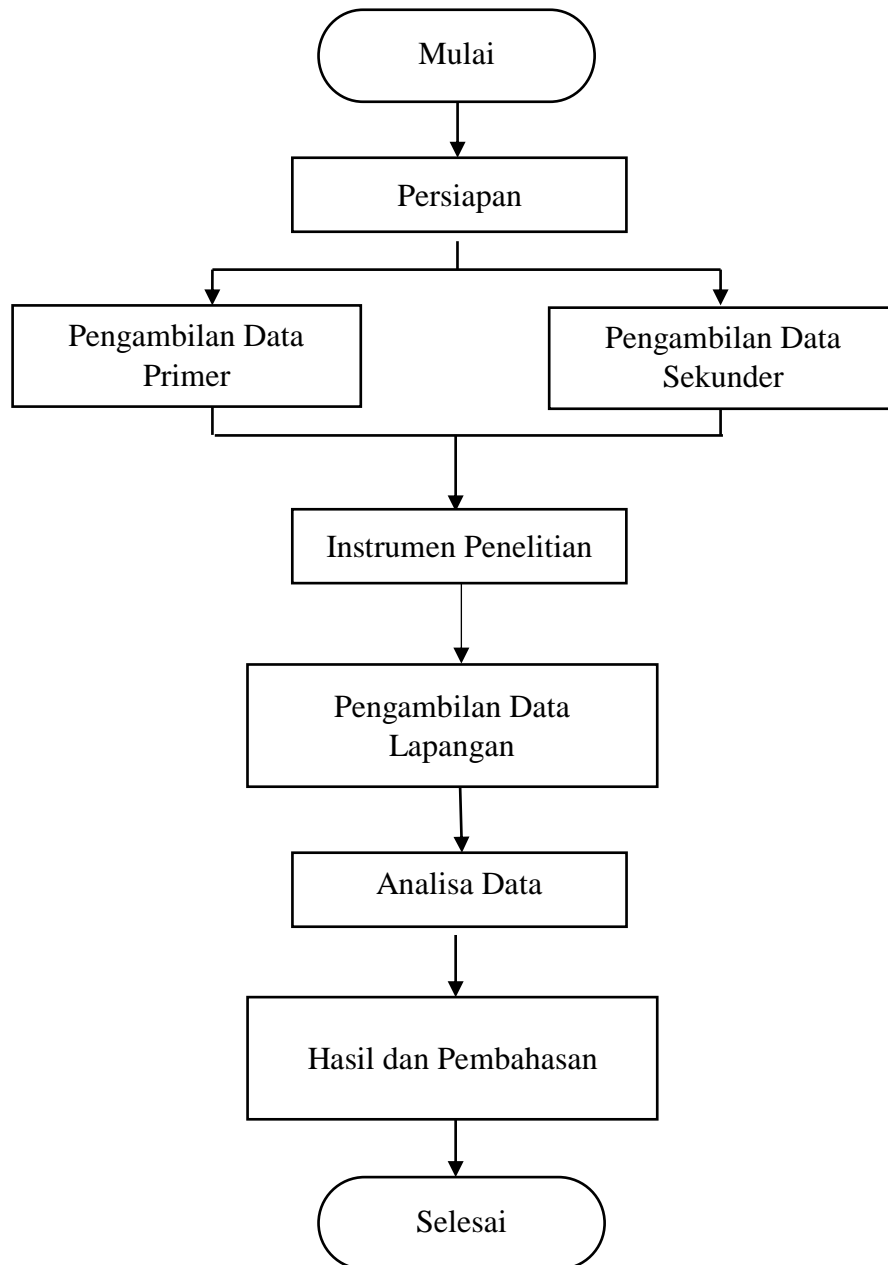 Mulai
Persiapan
Pengambilan Data
Primer
Pengambilan Data
Sekunder
Instrumen Penelitian
Pengambilan Data
Lapangan
Analisa Data
Hasil dan Pembahasan
Selesai